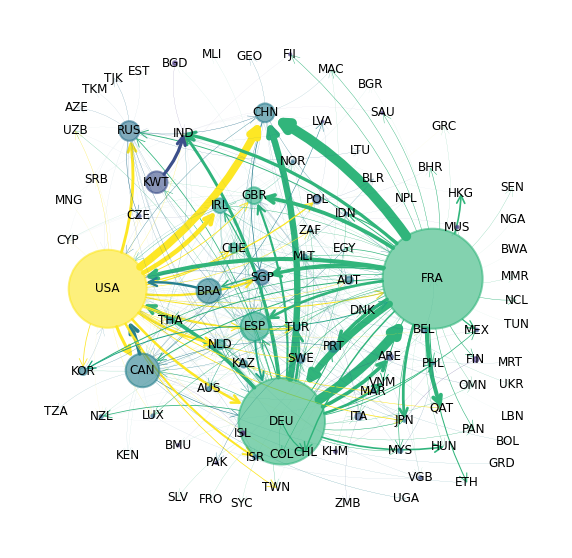 MLI
GEO
FJI
BGD
EST
MAC
TJK
TKM
BGR
AZE
CHN
SAU
LVA
UZB
RUS
IND
GRC
LTU
NOR
BHR
SRB
KWT
BLR
SEN
GBR
POL
NPL
HKG
MNG
IRL
IDN
CZE
NGA
MUS
ZAF
CYP
CHE
EGY
BWA
MLT
USA
BRA
SGP
AUT
FRA
MMR
NCL
DNK
THA
ESP
TUR
BEL
MEX
TUN
NLD
PRT
KOR
CAN
KAZ
SWE
ARE
PHL
FIN
MRT
AUS
VNM
MAR
OMN
UKR
TZA
NZL
LUX
ITA
JPN
QAT
LBN
DEU
ISL
PAN
BOL
KEN
BMU
PAK
ISR
COL
CHL
KHM
MYS
HUN
GRD
TWN
VGB
ETH
SLV
FRO
SYC
ZMB
UGA